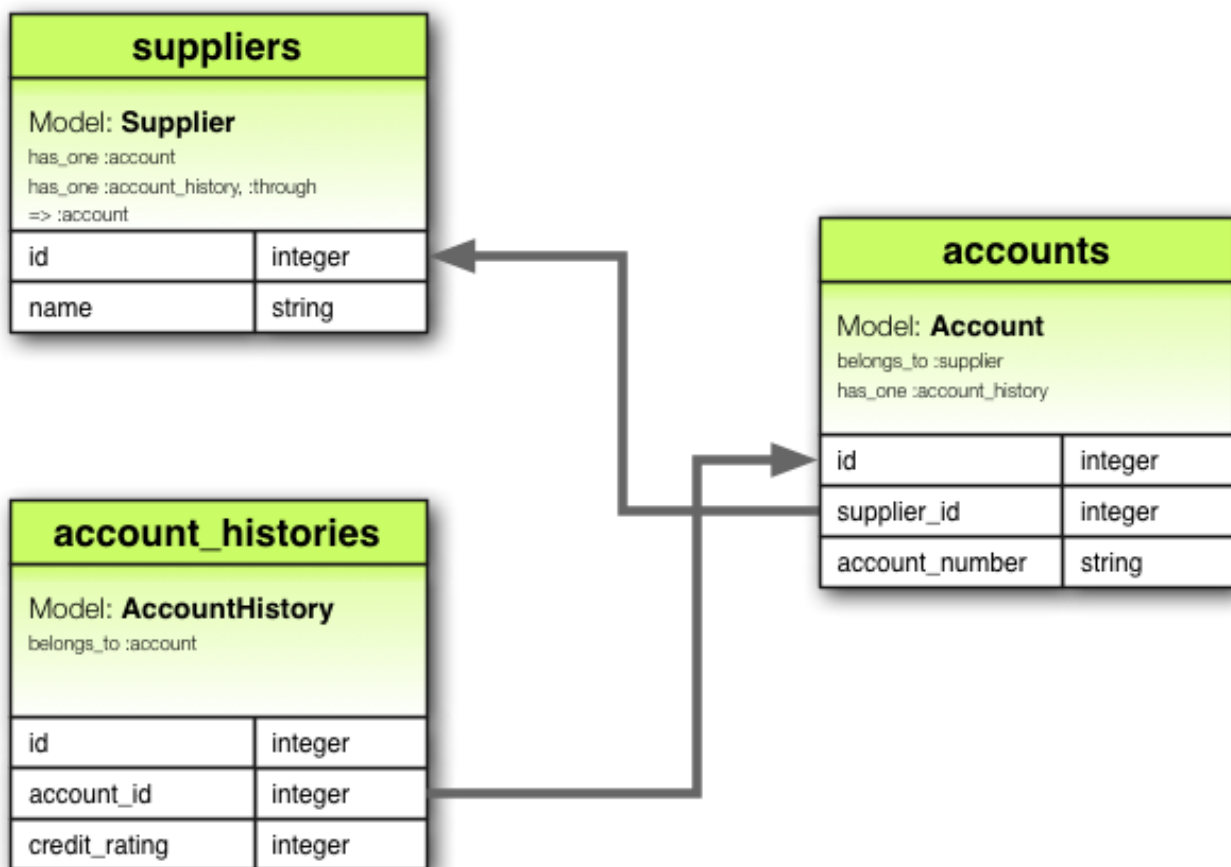 suppliers
Model: Supplier
has_one :account
has_one :account_history, :through
=> :account
id integer
name string
accounts
Model: Account
belongs_to :supplier
has_one :account_history
id integer
supplier_id integer
account_number string
account_histories
Model: AccountHistory
belongs_to :account
id integer
account_id integer
credit_rating integer